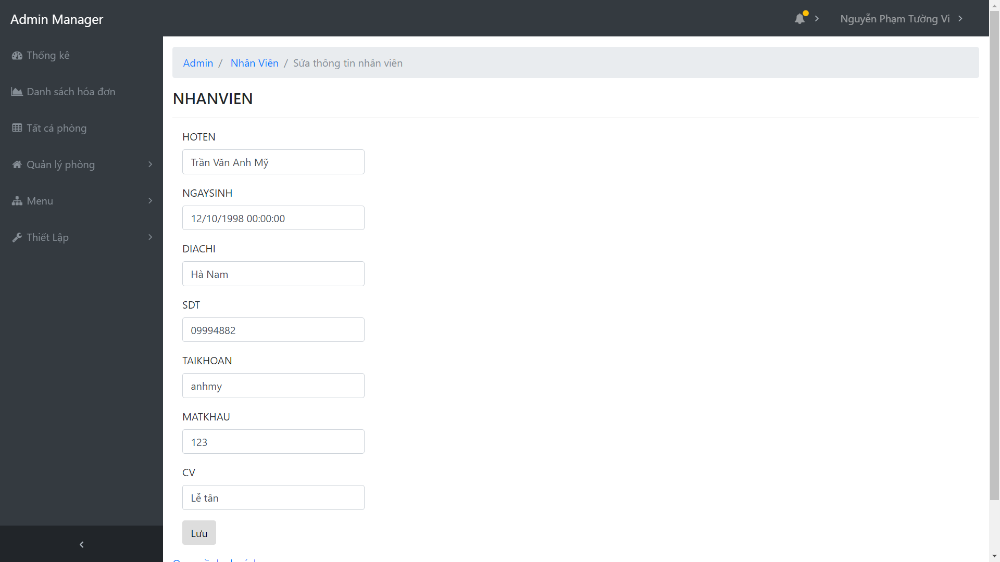 Admin Manager
Nguyễn Phạm Tường Vi
Thống kê
Danh sách hóa đơn
Tất cả phòng
Quản lý phòng
Menu
Thiết Lập
Admin / Nhân Viên / Sửa thông tin nhân viên
NHANVIEN
HOTEN
Trần Văn Anh Mỹ
NGAYSINH
12/10/1998 00:00:00
DIACHI
Hà Nam
SDT
09994882
TAIKHOAN
anhmy
MATKHAU
123
CV
Lễ tân
Lưu